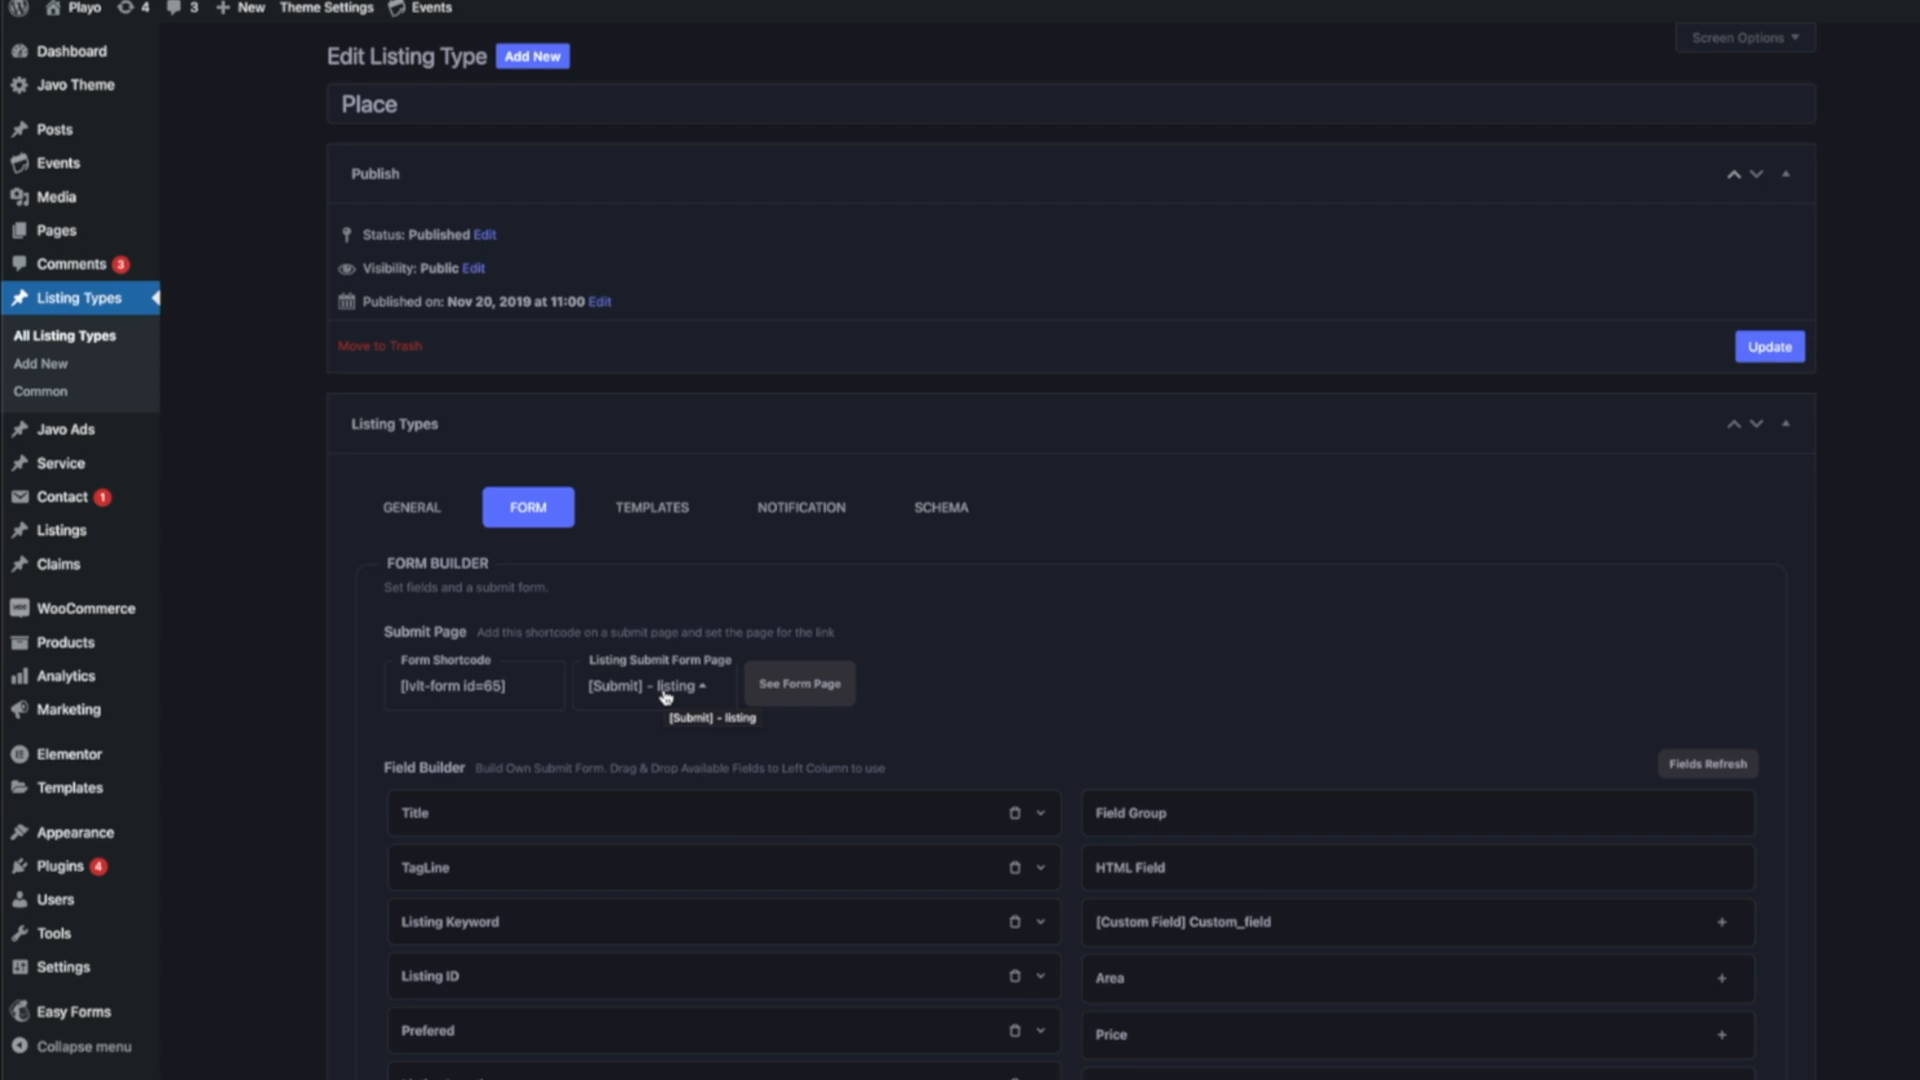 Playo 4 3 New Theme Settings Events
Screen Options
Edit Listing Type Add New
Place
Publish
Status: Published Edit
Visibility: Public Edit
Published on: Nov 20, 2019 at 11:00 Edit
Move to Trash
Update
Listing Types
GENERAL FORM TEMPLATES NOTIFICATION SCHEMA
FORM BUILDER
Set fields and a submit form.
Submit Page Add this shortcode on a submit page and set the page for the link
Form Shortcode
[lvlt-form id=65]
Listing Submit Form Page
[Submit] - listing
See Form Page
[Submit] - listing
Field Builder Build Own Submit Form. Drag & Drop Available Fields to Left Column to use
Fields Refresh
Title
TagLine
Listing Keyword
Listing ID
Prefered
Field Group
HTML Field
[Custom Field] Custom_field
Area
Price
Dashboard
Javo Theme
Posts
Events
Media
Pages
Comments 3
Listing Types
All Listing Types
Add New
Common
Javo Ads
Service
Contact 1
Listings
Claims
WooCommerce
Products
Analytics
Marketing
Elementor
Templates
Appearance
Plugins 4
Users
Tools
Settings
Easy Forms
Collapse menu